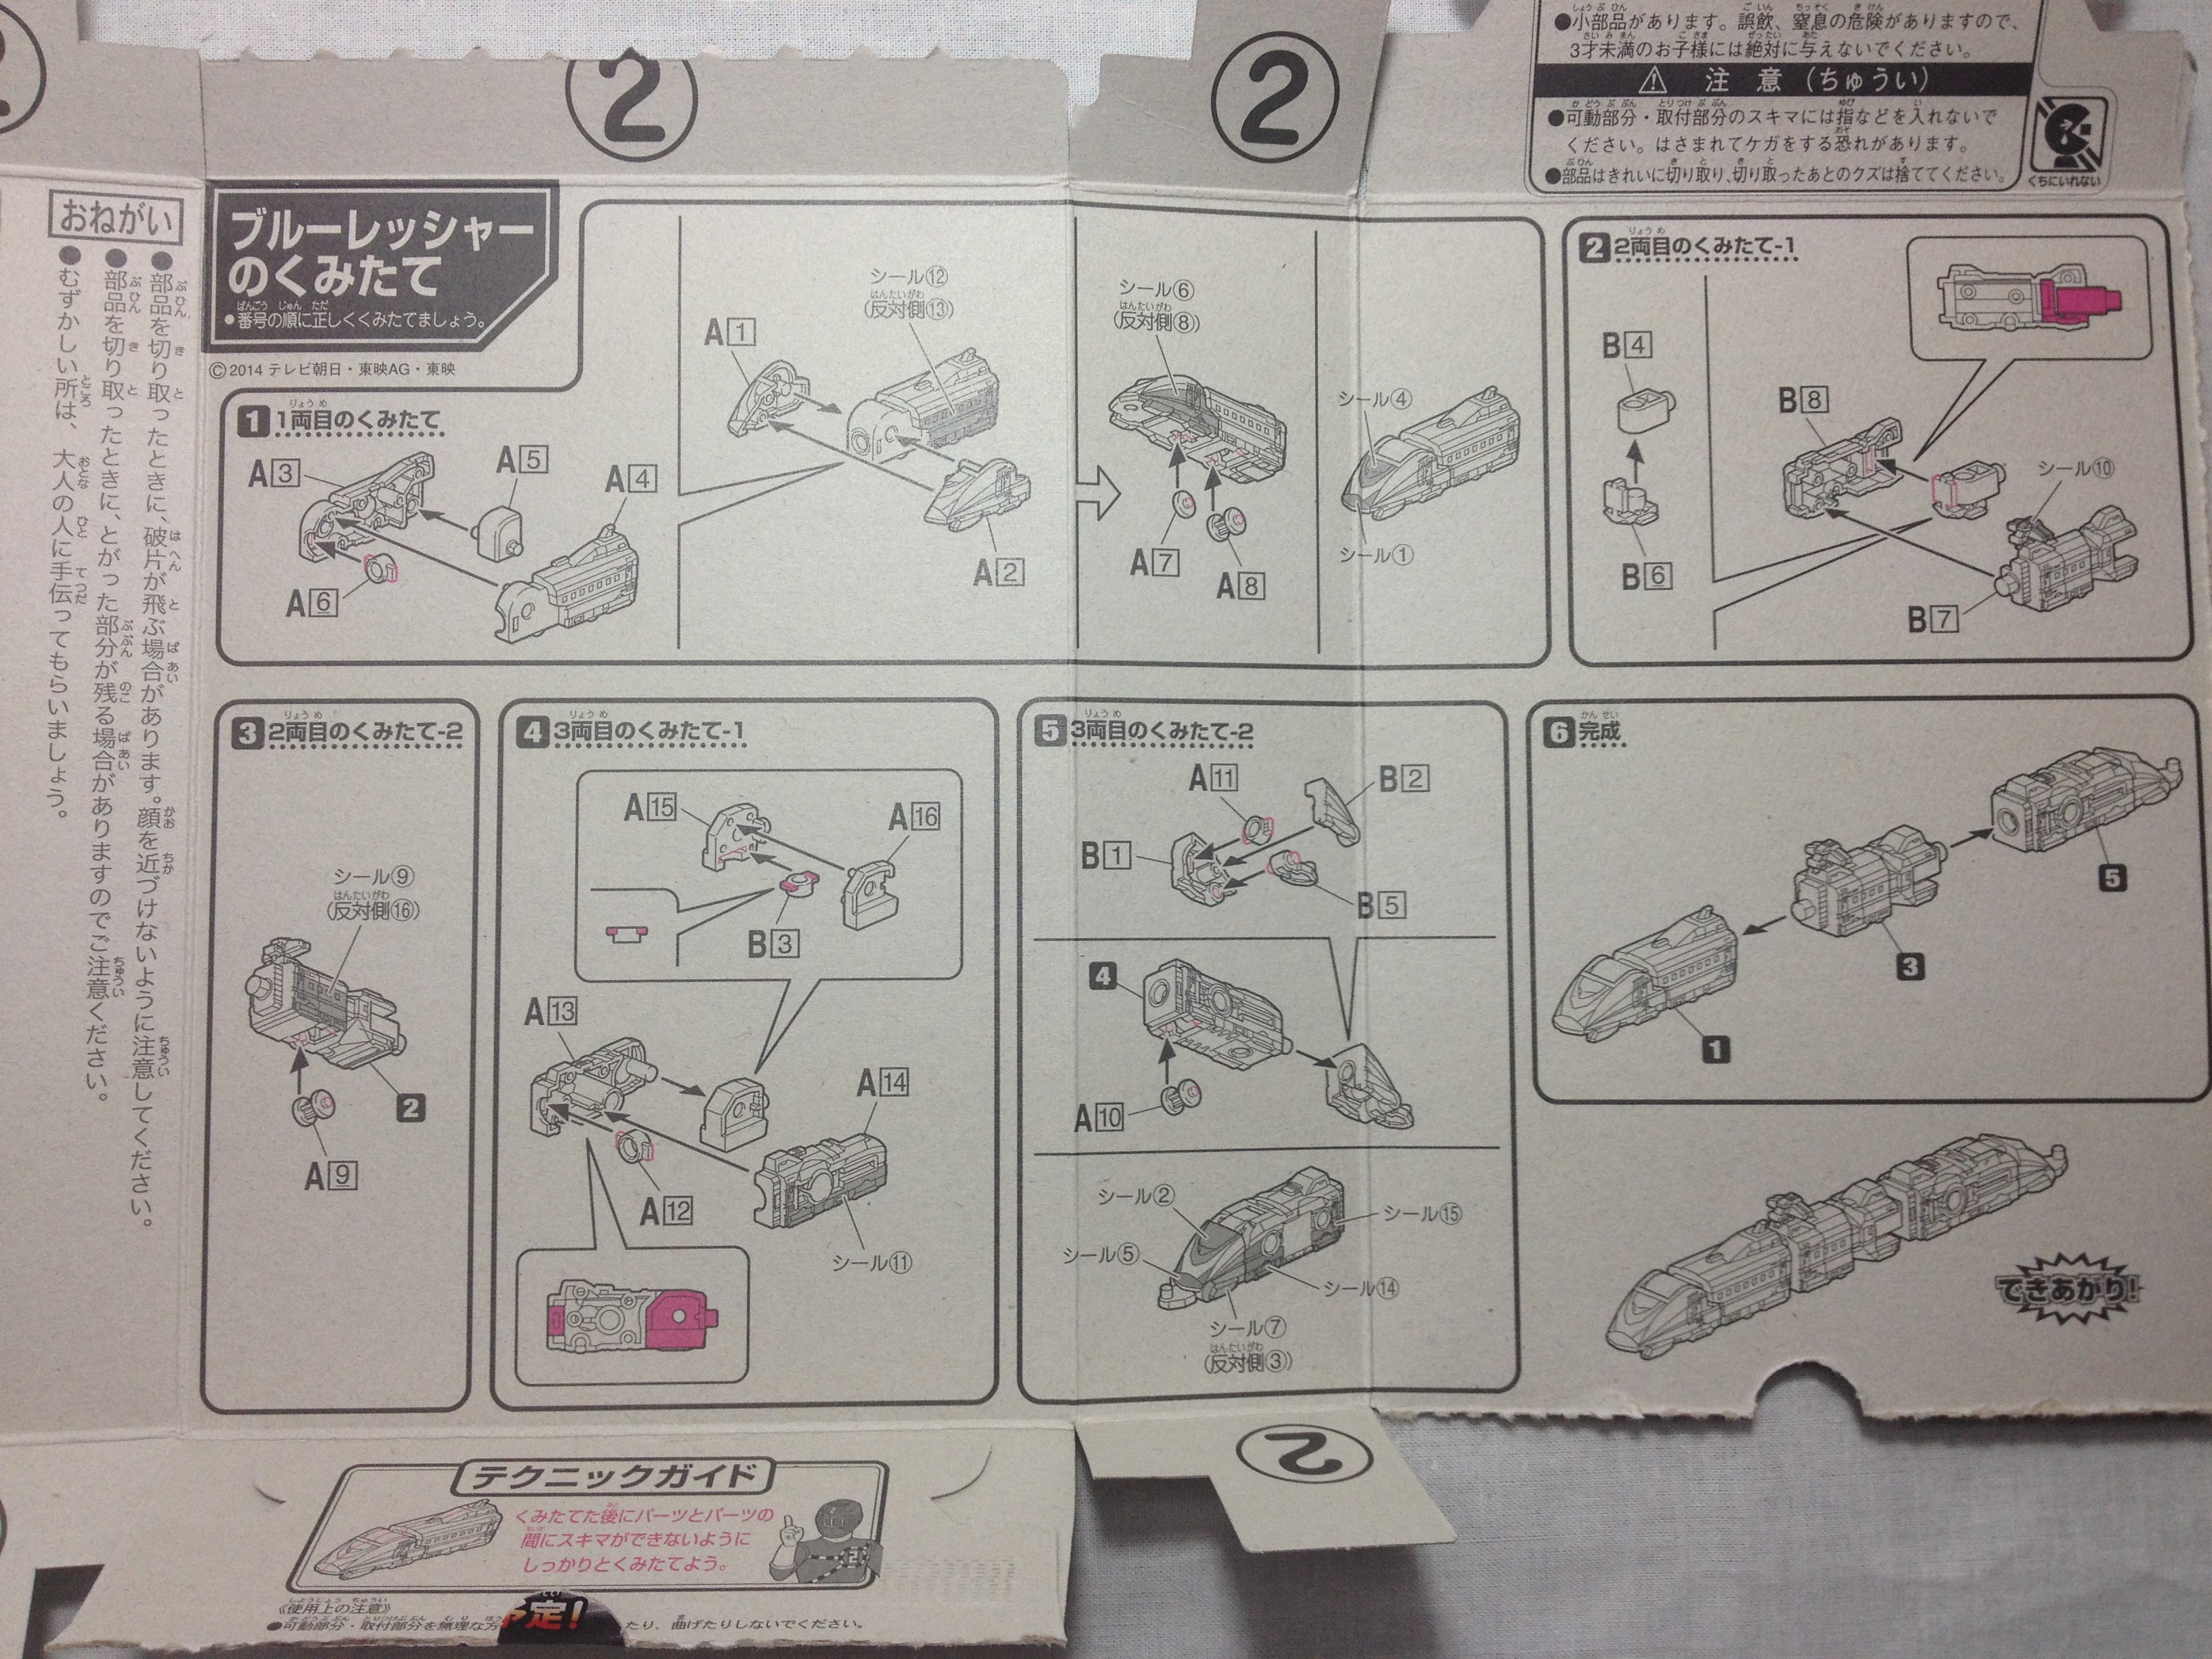 2
2
●小部品があります。誤飲、窒息の危険がありますので、
3才未満のお子様には絶対に与えないでください。
注 意（ちゅうい）
●可動部分・取付部分のスキマには指などを入れないで
ください。はさまれてケガをする恐れがあります。
●部品はきれいに切り取り、切り取ったあとのクズは捨ててください。
くちにいれない
おねがい
●部品を切り取ったときに、破片が飛ぶ場合があります。顔を近づけないように注意してください。
●部品を切り取ったときに、とがった部分が残る場合がありますのでご注意ください。
●むずかしい所は、大人の人に手伝ってもらいましょう。
ブルーレッシャー
のくみたて
●番号の順に正しくくみたてましょう。
©2014 テレビ朝日・東映AG・東映
1 1両目のくみたて
A3
A5
A4
A6
A1
シール⑫
(反対側⑬)
A2
シール⑥
(反対側⑧)
A7
A8
シール④
シール①
2 2両目のくみたて-1
B4
B6
B8
シール⑩
B7
3 2両目のくみたて-2
シール⑨
(反対側⑯)
2
A9
4 3両目のくみたて-1
A15
A16
B3
A13
A14
A12
シール⑪
5 3両目のくみたて-2
A11
B2
B1
B5
4
A10
シール②
シール⑮
シール⑤
シール⑭
シール⑦
(反対側③)
6 完成
5
3
1
できあがり!
2
テクニックガイド
くみたてた後にパーツとパーツの
間にスキマができないように
しっかりとくみたてよう。
《使用上の注意》
●可動部分・取付部分を無理な方
定!
たり、曲げたりしないでください。